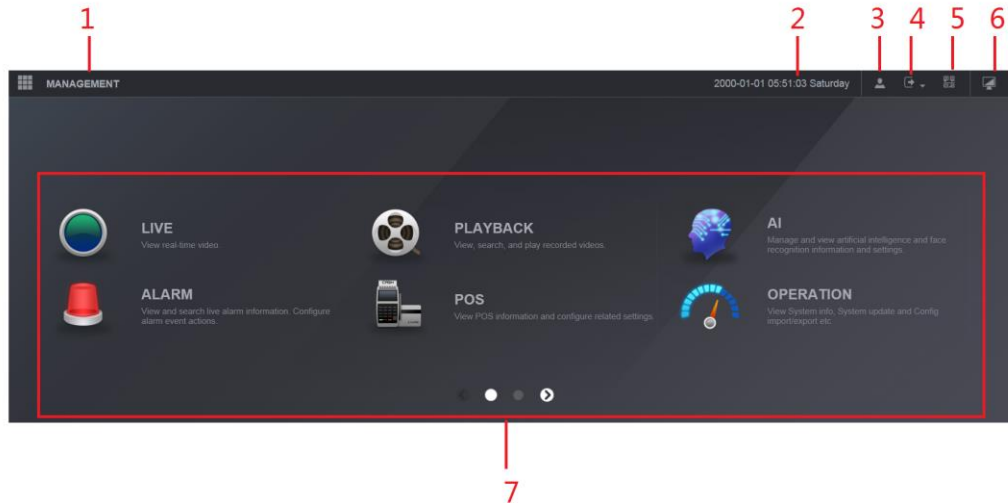 1 2 3 4 5 6
MANAGEMENT 2000-01-01 05:51:03 Saturday
LIVE
View real-time video.
PLAYBACK
View, search, and play recorded videos.
AI
Manage and view artificial intelligence and face
recognition information and settings.
ALARM
View and search live alarm information. Configure
alarm event actions.
POS
View POS information and configure related settings.
OPERATION
View System info, System update and Config
import/export etc.
7